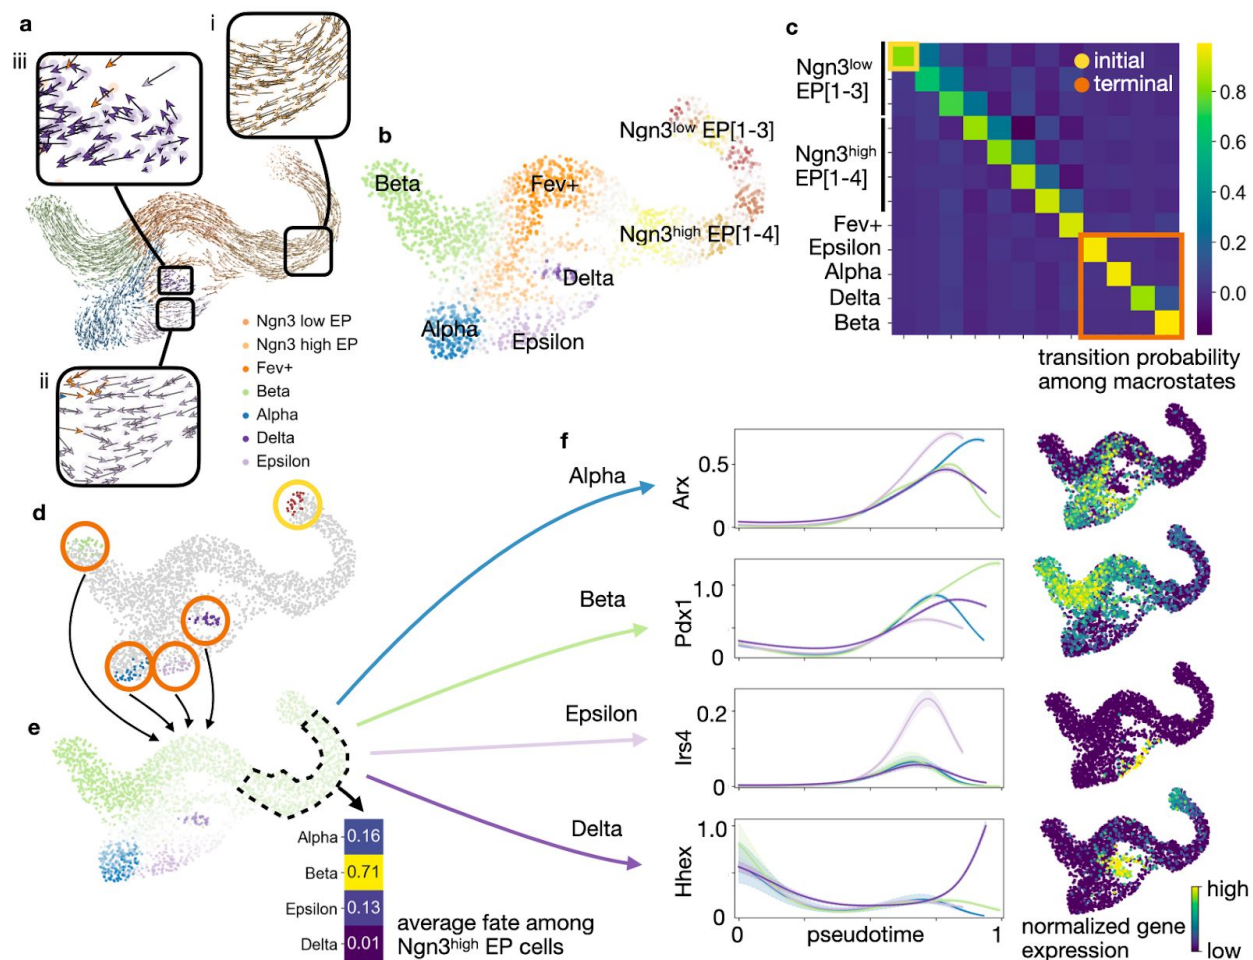 a
i
iii
ii
Ngn3 low EP
Ngn3 high EP
Fev+
Beta
Alpha
Delta
Epsilon
b
Ngn3low EP[1-3]
Beta
Fev+
Ngn3high EP[1-4]
Delta
Alpha
Epsilon
c
Ngn3low
EP[1-3]
Ngn3high
EP[1-4]
Fev+
Epsilon
Alpha
Delta
Beta
initial
terminal
0.8
0.6
0.4
0.2
0.0
transition probability
among macrostates
d
e
Alpha 0.16
Beta 0.71
Epsilon 0.13
Delta 0.01
average fate among
Ngn3high EP cells
f
Alpha
Beta
Epsilon
Delta
Arx
0.5
0
Pdx1
1.0
0
Irs4
0.2
0
Hhex
1.0
0
0 pseudotime 1
normalized gene
expression
high
low